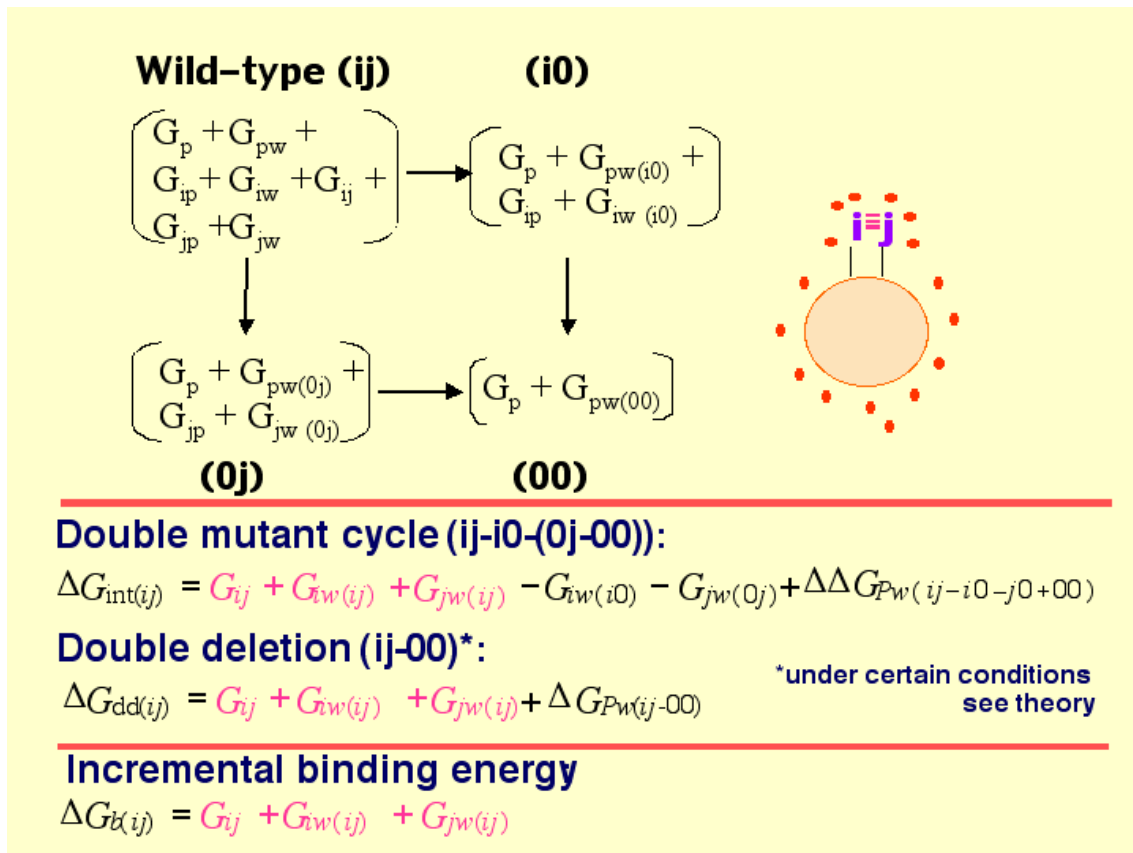 Wild-type (ij)
(i0)
G_p + G_pw +
G_ip + G_iw + G_ij +
G_jp + G_jw
G_p + G_pw(i0) +
G_ip + G_iw (i0)
i≡j
G_p + G_pw(0j) +
G_jp + G_jw (0j)
G_p + G_pw(00)
(0j)
(00)
Double mutant cycle (ij-i0-(0j-00)):
ΔG_int(ij) = G_ij + G_iw(ij) + G_jw(ij) − G_iw(i0) − G_jw(0j) + ΔΔG_Pw(ij−i0−j0+00)
Double deletion (ij-00)*:
ΔG_dd(ij) = G_ij + G_iw(ij) + G_jw(ij) + ΔG_Pw(ij-00)
*under certain conditions
see theory
Incremental binding energy
ΔG_b(ij) = G_ij + G_iw(ij) + G_jw(ij)